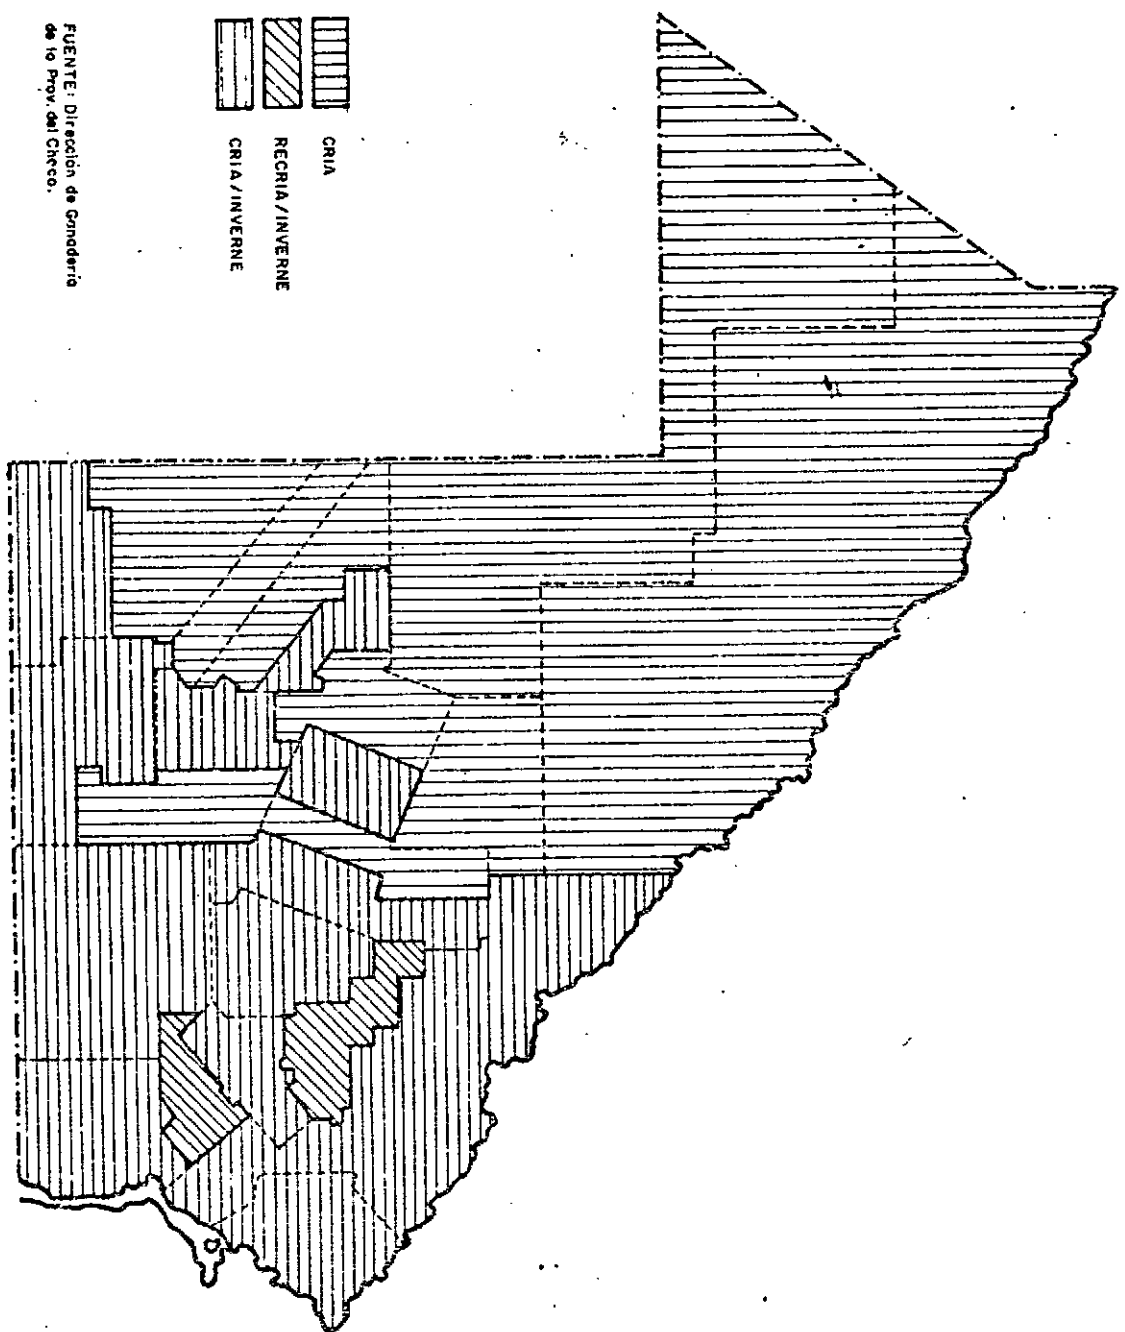 CRIA
RECRIA/INVERNE
CRIA/INVERNE
FUENTE: Dirección de Ganadería
de la Prov. del Chaco.